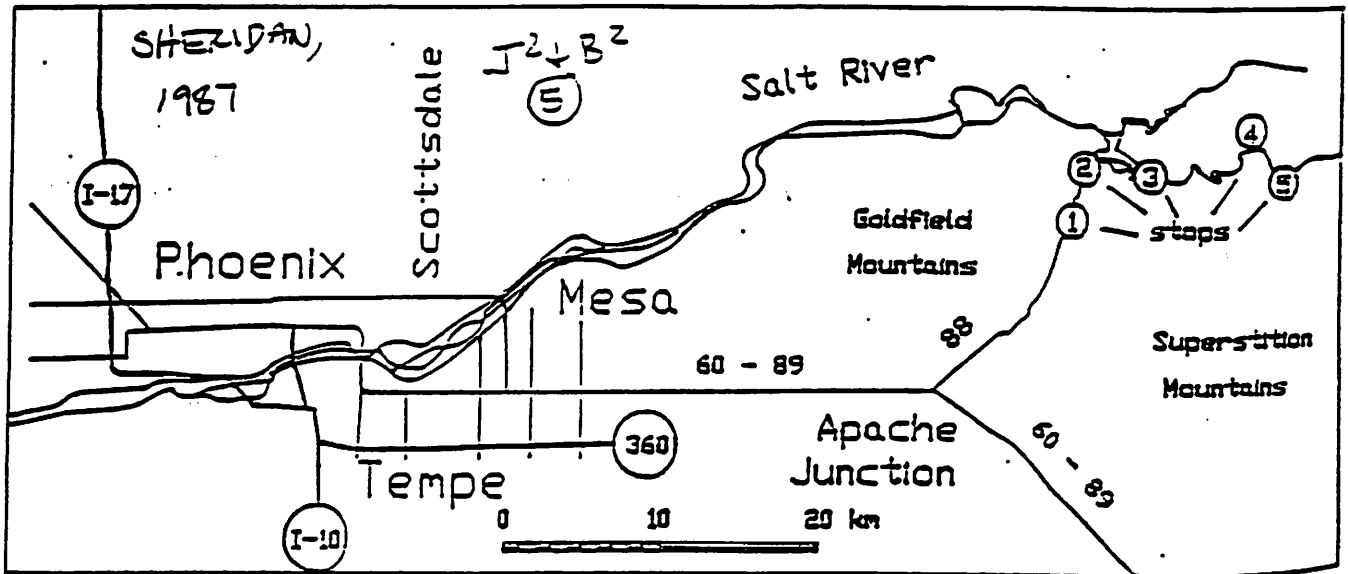 SHERIDAN,
1987
J² + B²
5
Scottsdale
Salt River
I-17
Phoenix
Mesa
Goldfield
Mountains
1
2
3
4
5
stops
88
60 - 89
Superstition
Mountains
Apache
Junction
60 - 89
360
Tempe
I-10
0 10 20 km